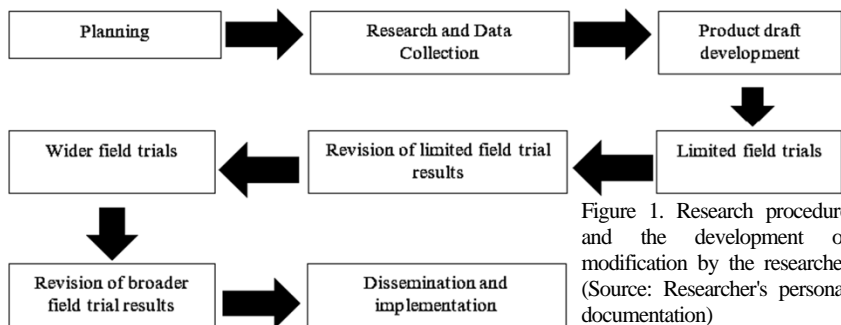 Planning
Research and Data
Collection
Product draft
development
Limited field trials
Revision of limited field trial
results
Wider field trials
Revision of broader
field trial results
Dissemination and
implementation
Figure 1. Research procedure
and the development o
modification by the researche
(Source: Researcher's persona
documentation)